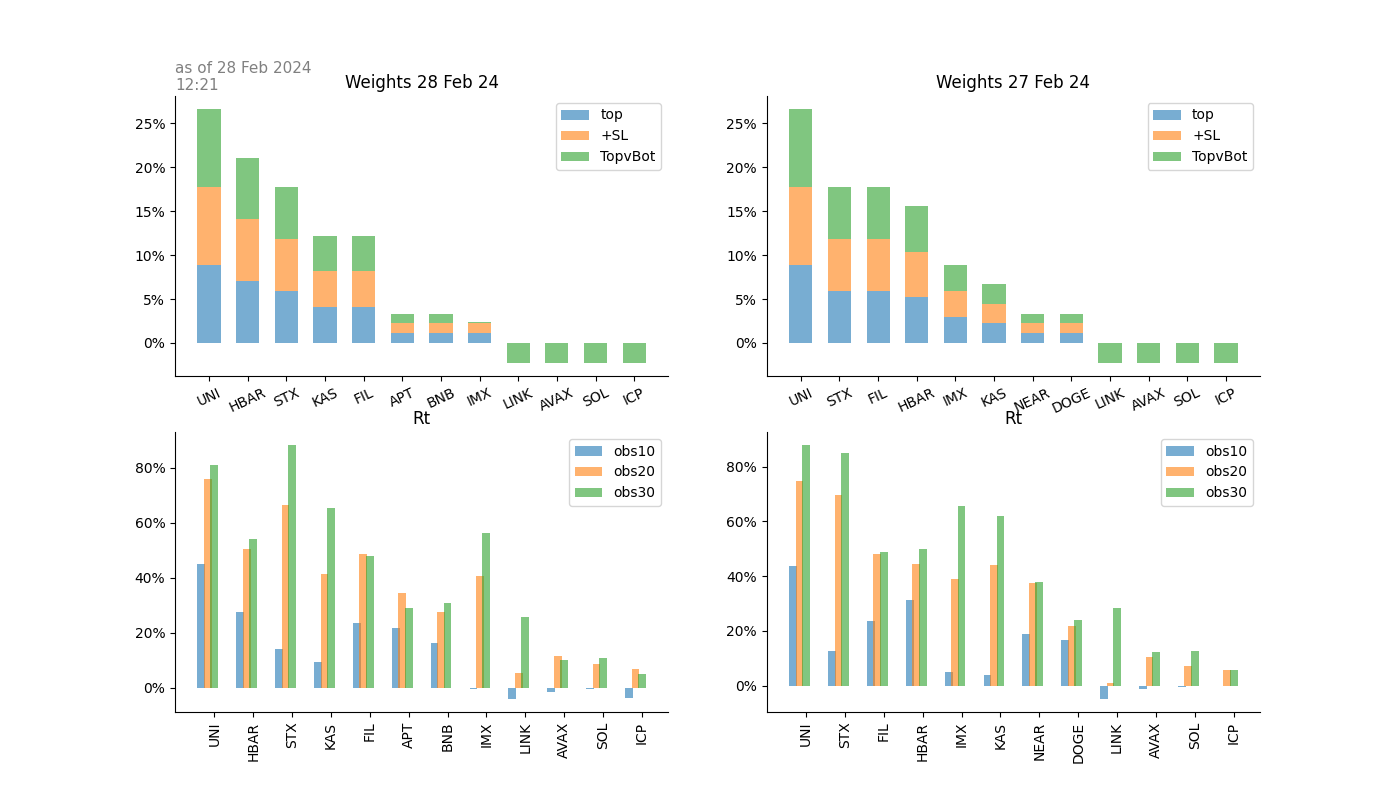 as of 28 Feb 2024
12:21
Weights 28 Feb 24
25%
20%
15%
10%
5%
0%
top
+SL
TopvBot
UNI HBAR STX KAS FIL APT BNB IMX LINK AVAX SOL ICP
Weights 27 Feb 24
25%
20%
15%
10%
5%
0%
top
+SL
TopvBot
UNI STX FIL HBAR IMX KAS NEAR DOGE LINK AVAX SOL ICP
Rt
80%
60%
40%
20%
0%
obs10
obs20
obs30
UNI HBAR STX KAS FIL APT BNB IMX LINK AVAX SOL ICP
Rt
80%
60%
40%
20%
0%
obs10
obs20
obs30
UNI STX FIL HBAR IMX KAS NEAR DOGE LINK AVAX SOL ICP